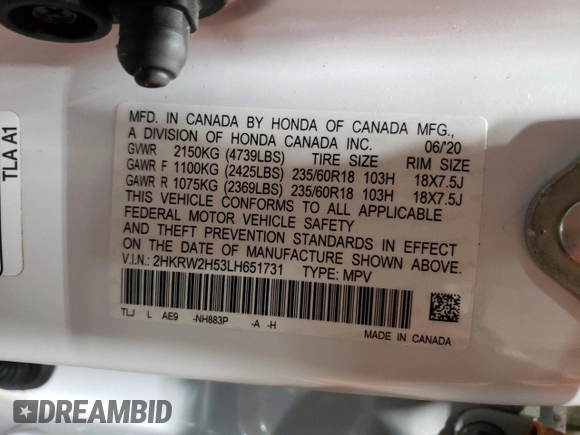 TLA A1
MFD. IN CANADA BY HONDA OF CANADA MFG.,
A DIVISION OF HONDA CANADA INC. 06/'20
GVWR 2150KG (4739LBS) TIRE SIZE RIM SIZE
GAWR F 1100KG (2425LBS) 235/60R18 103H 18X7.5J
GAWR R 1075KG (2369LBS) 235/60R18 103H 18X7.5J
THIS VEHICLE CONFORMS TO ALL APPLICABLE
FEDERAL MOTOR VEHICLE SAFETY
AND THEFT PREVENTION STANDARDS IN EFFECT
ON THE DATE OF MANUFACTURE SHOWN ABOVE.
V.I.N.: 2HKRW2H53LH651731 TYPE: MPV
TLJ L AE9 -NH883P -A -H
MADE IN CANADA
DREAMBID